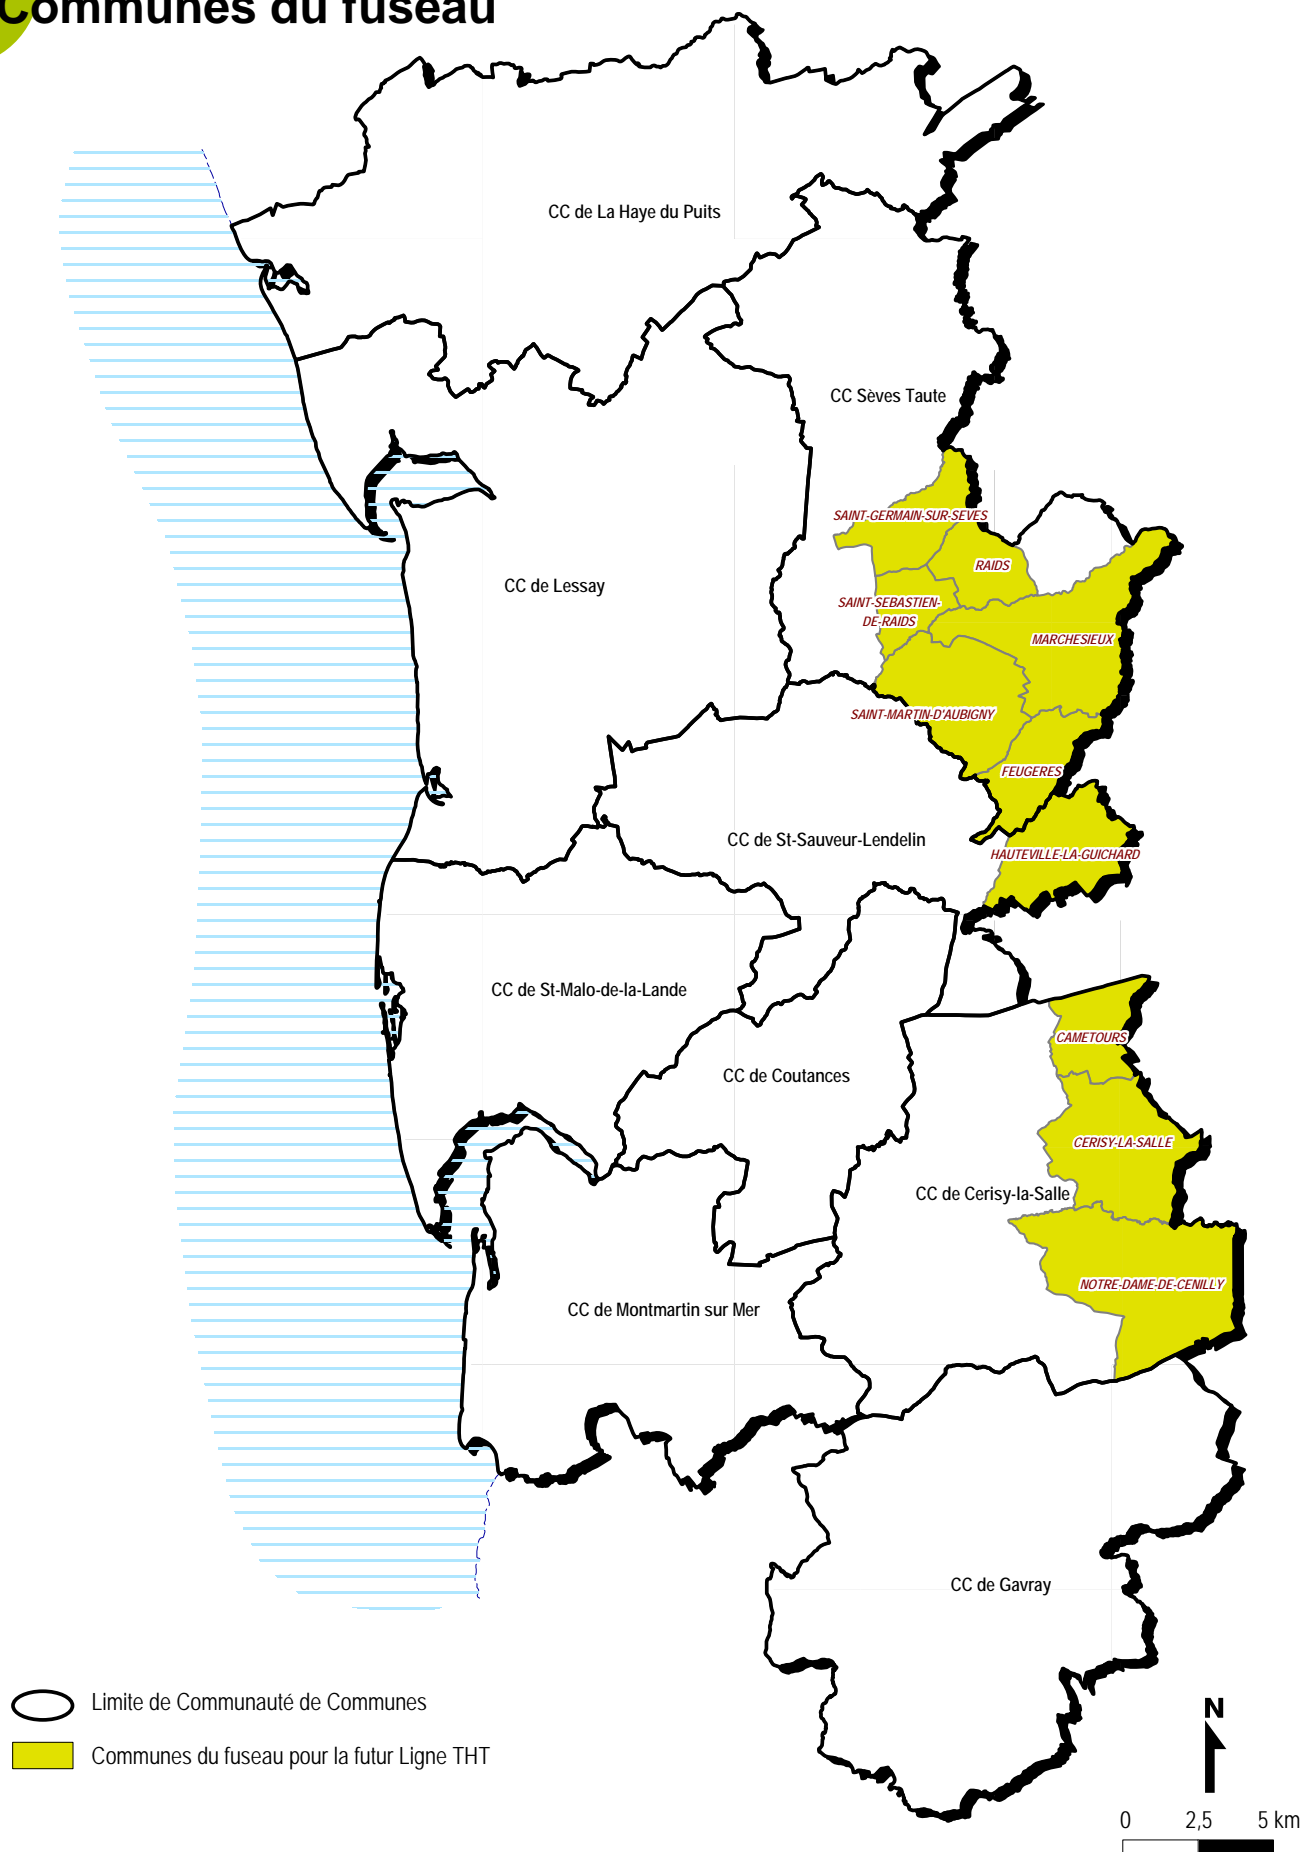 Communes du fuseau
CC de La Haye du Puits
CC Sèves Taute
SAINT-GERMAIN-SUR-SEVES
RAIDS
CC de Lessay
SAINT-SEBASTIEN-
DE-RAIDS
MARCHESIEUX
SAINT-MARTIN-D'AUBIGNY
FEUGERES
CC de St-Sauveur-Lendelin
HAUTEVILLE-LA-GUICHARD
CC de St-Malo-de-la-Lande
CAMETOURS
CC de Coutances
CERISY-LA-SALLE
CC de Cerisy-la-Salle
NOTRE-DAME-DE-CENILLY
CC de Montmartin sur Mer
CC de Gavray
Limite de Communauté de Communes
Communes du fuseau pour la futur Ligne THT
N
0 2,5 5 km